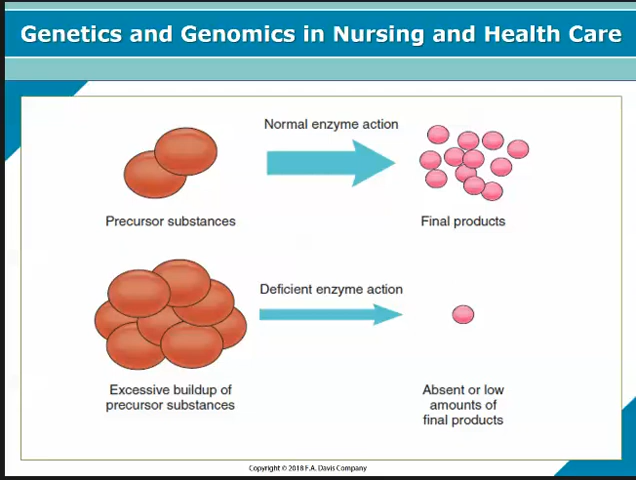 Genetics and Genomics in Nursing and Health Care
Normal enzyme action
Precursor substances
Final products
Deficient enzyme action
Excessive buildup of
precursor substances
Absent or low
amounts of
final products
Copyright © 2018 F.A. Davis Company